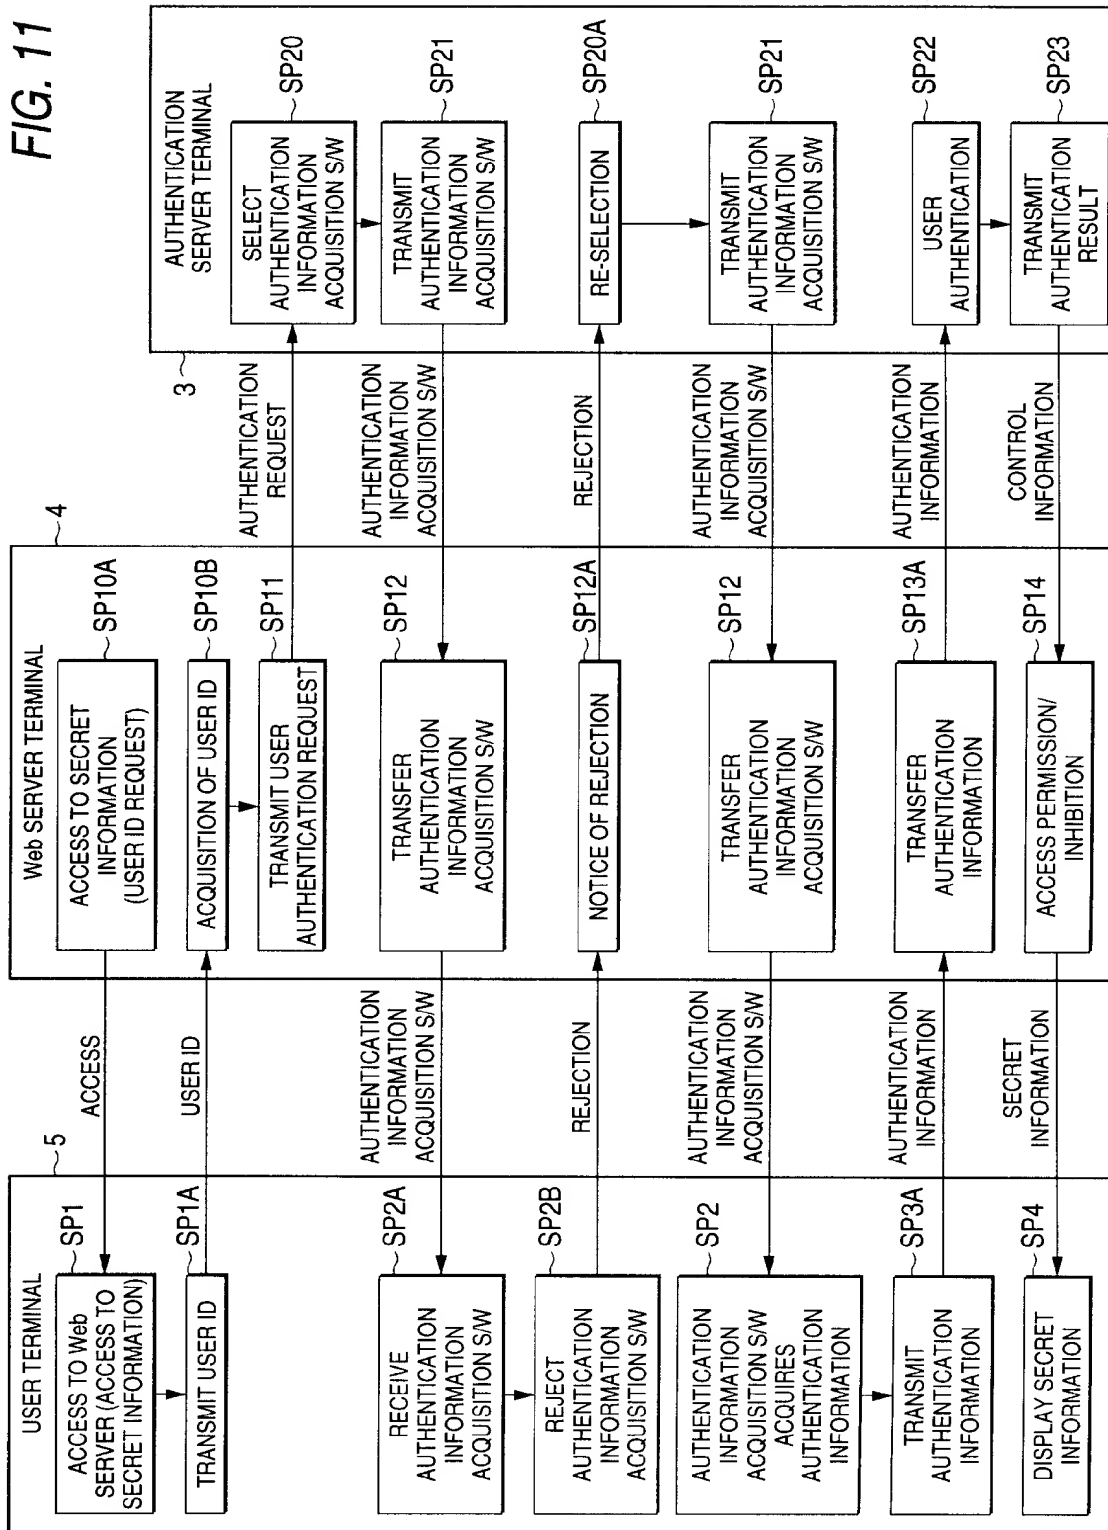 FIG. 11
USER TERMINAL
5
ACCESS TO Web
SERVER (ACCESS TO
SECRET INFORMATION)
SP1
TRANSMIT USER ID
SP1A
RECEIVE
AUTHENTICATION
INFORMATION
ACQUISITION S/W
SP2A
REJECT
AUTHENTICATION
INFORMATION
ACQUISITION S/W
SP2B
AUTHENTICATION
INFORMATION
ACQUISITION S/W
ACQUIRES
AUTHENTICATION
INFORMATION
SP2
TRANSMIT
AUTHENTICATION
INFORMATION
SP3A
DISPLAY SECRET
INFORMATION
SP4
ACCESS
USER ID
AUTHENTICATION
INFORMATION
ACQUISITION S/W
REJECTION
AUTHENTICATION
INFORMATION
ACQUISITION S/W
AUTHENTICATION
INFORMATION
SECRET
INFORMATION
Web SERVER TERMINAL
4
ACCESS TO SECRET
INFORMATION
(USER ID REQUEST)
SP10A
ACQUISITION OF USER ID
SP10B
TRANSMIT USER
AUTHENTICATION REQUEST
SP11
TRANSFER
AUTHENTICATION
INFORMATION
ACQUISITION S/W
SP12
NOTICE OF REJECTION
SP12A
TRANSFER
AUTHENTICATION
INFORMATION
ACQUISITION S/W
SP12
TRANSFER
AUTHENTICATION
INFORMATION
SP13A
ACCESS PERMISSION/
INHIBITION
SP14
AUTHENTICATION
REQUEST
AUTHENTICATION
INFORMATION
ACQUISITION S/W
REJECTION
AUTHENTICATION
INFORMATION
ACQUISITION S/W
AUTHENTICATION
INFORMATION
CONTROL
INFORMATION
AUTHENTICATION
SERVER TERMINAL
3
SELECT
AUTHENTICATION
INFORMATION
ACQUISITION S/W
SP20
TRANSMIT
AUTHENTICATION
INFORMATION
ACQUISITION S/W
SP21
RE-SELECTION
SP20A
TRANSMIT
AUTHENTICATION
INFORMATION
ACQUISITION S/W
SP21
USER
AUTHENTICATION
SP22
TRANSMIT
AUTHENTICATION
RESULT
SP23